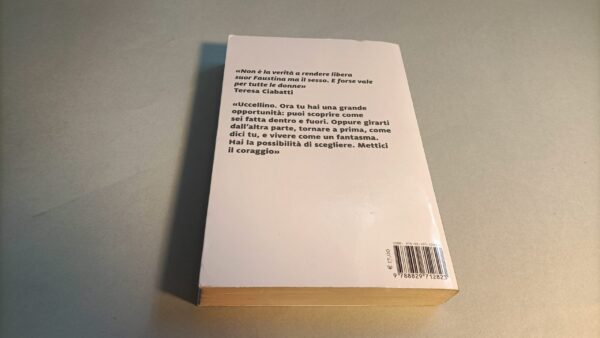 «Non è la verità a rendere libera
suor Faustina ma il sesso. E forse vale
per tutte le donne»
Teresa Ciabatti
«Uccellino. Ora tu hai una grande
opportunità: puoi scoprire come
sei fatta dentro e fuori. Oppure girarti
dall'altra parte, tornare a prima, come
dici tu, e vivere come un fantasma.
Hai la possibilità di scegliere. Mettici
il coraggio»
€ 17,00